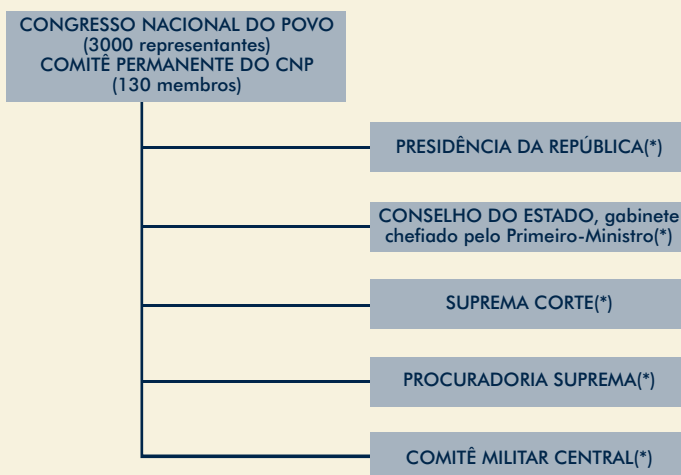 CONGRESSO NACIONAL DO POVO
(3000 representantes)
COMITÊ PERMANENTE DO CNP
(130 membros)
PRESIDÊNCIA DA REPÚBLICA(*)
CONSELHO DO ESTADO, gabinete
chefiado pelo Primeiro-Ministro(*)
SUPREMA CORTE(*)
PROCURADORIA SUPREMA(*)
COMITÊ MILITAR CENTRAL(*)